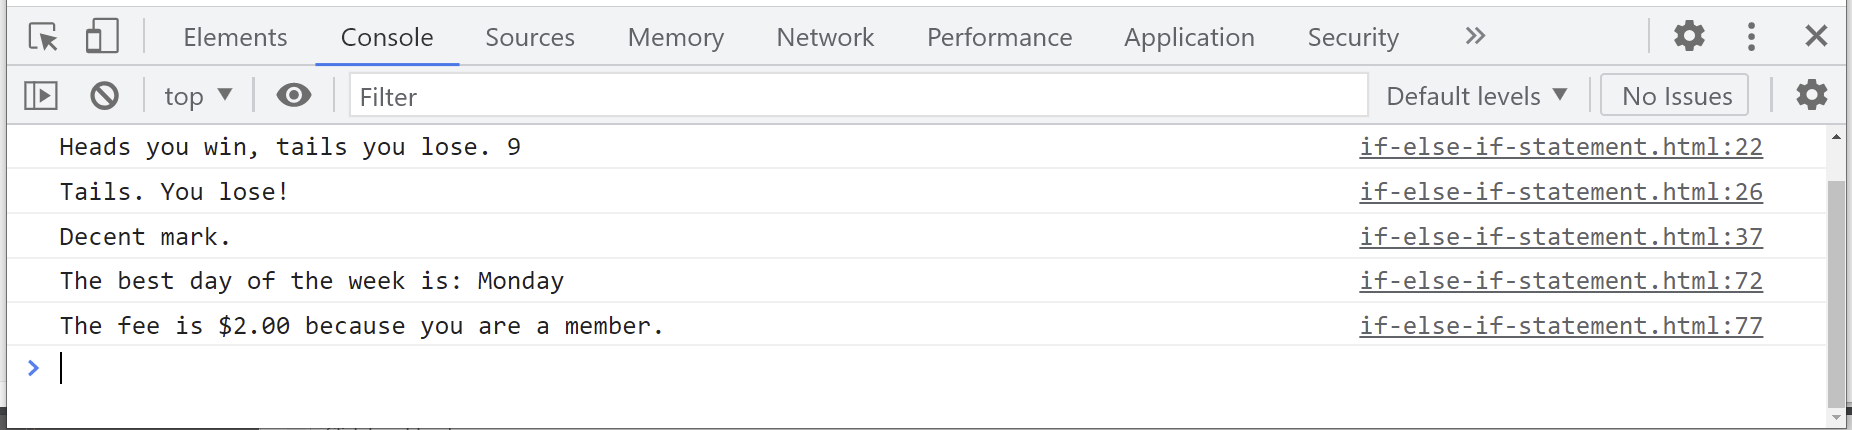 Elements Console Sources Memory Network Performance Application Security
top Filter Default levels No Issues
Heads you win, tails you lose. 9 if-else-if-statement.html:22
Tails. You lose! if-else-if-statement.html:26
Decent mark. if-else-if-statement.html:37
The best day of the week is: Monday if-else-if-statement.html:72
The fee is $2.00 because you are a member. if-else-if-statement.html:77